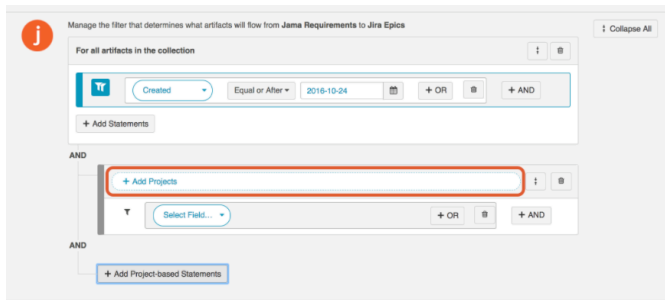 Manage the filter that determines what artifacts will flow from Jama Requirements to Jira Epics
Collapse All
j
For all artifacts in the collection
Created Equal or After 2016-10-24 + OR + AND
+ Add Statements
AND
+ Add Projects
Select Field... + OR + AND
AND
+ Add Project-based Statements